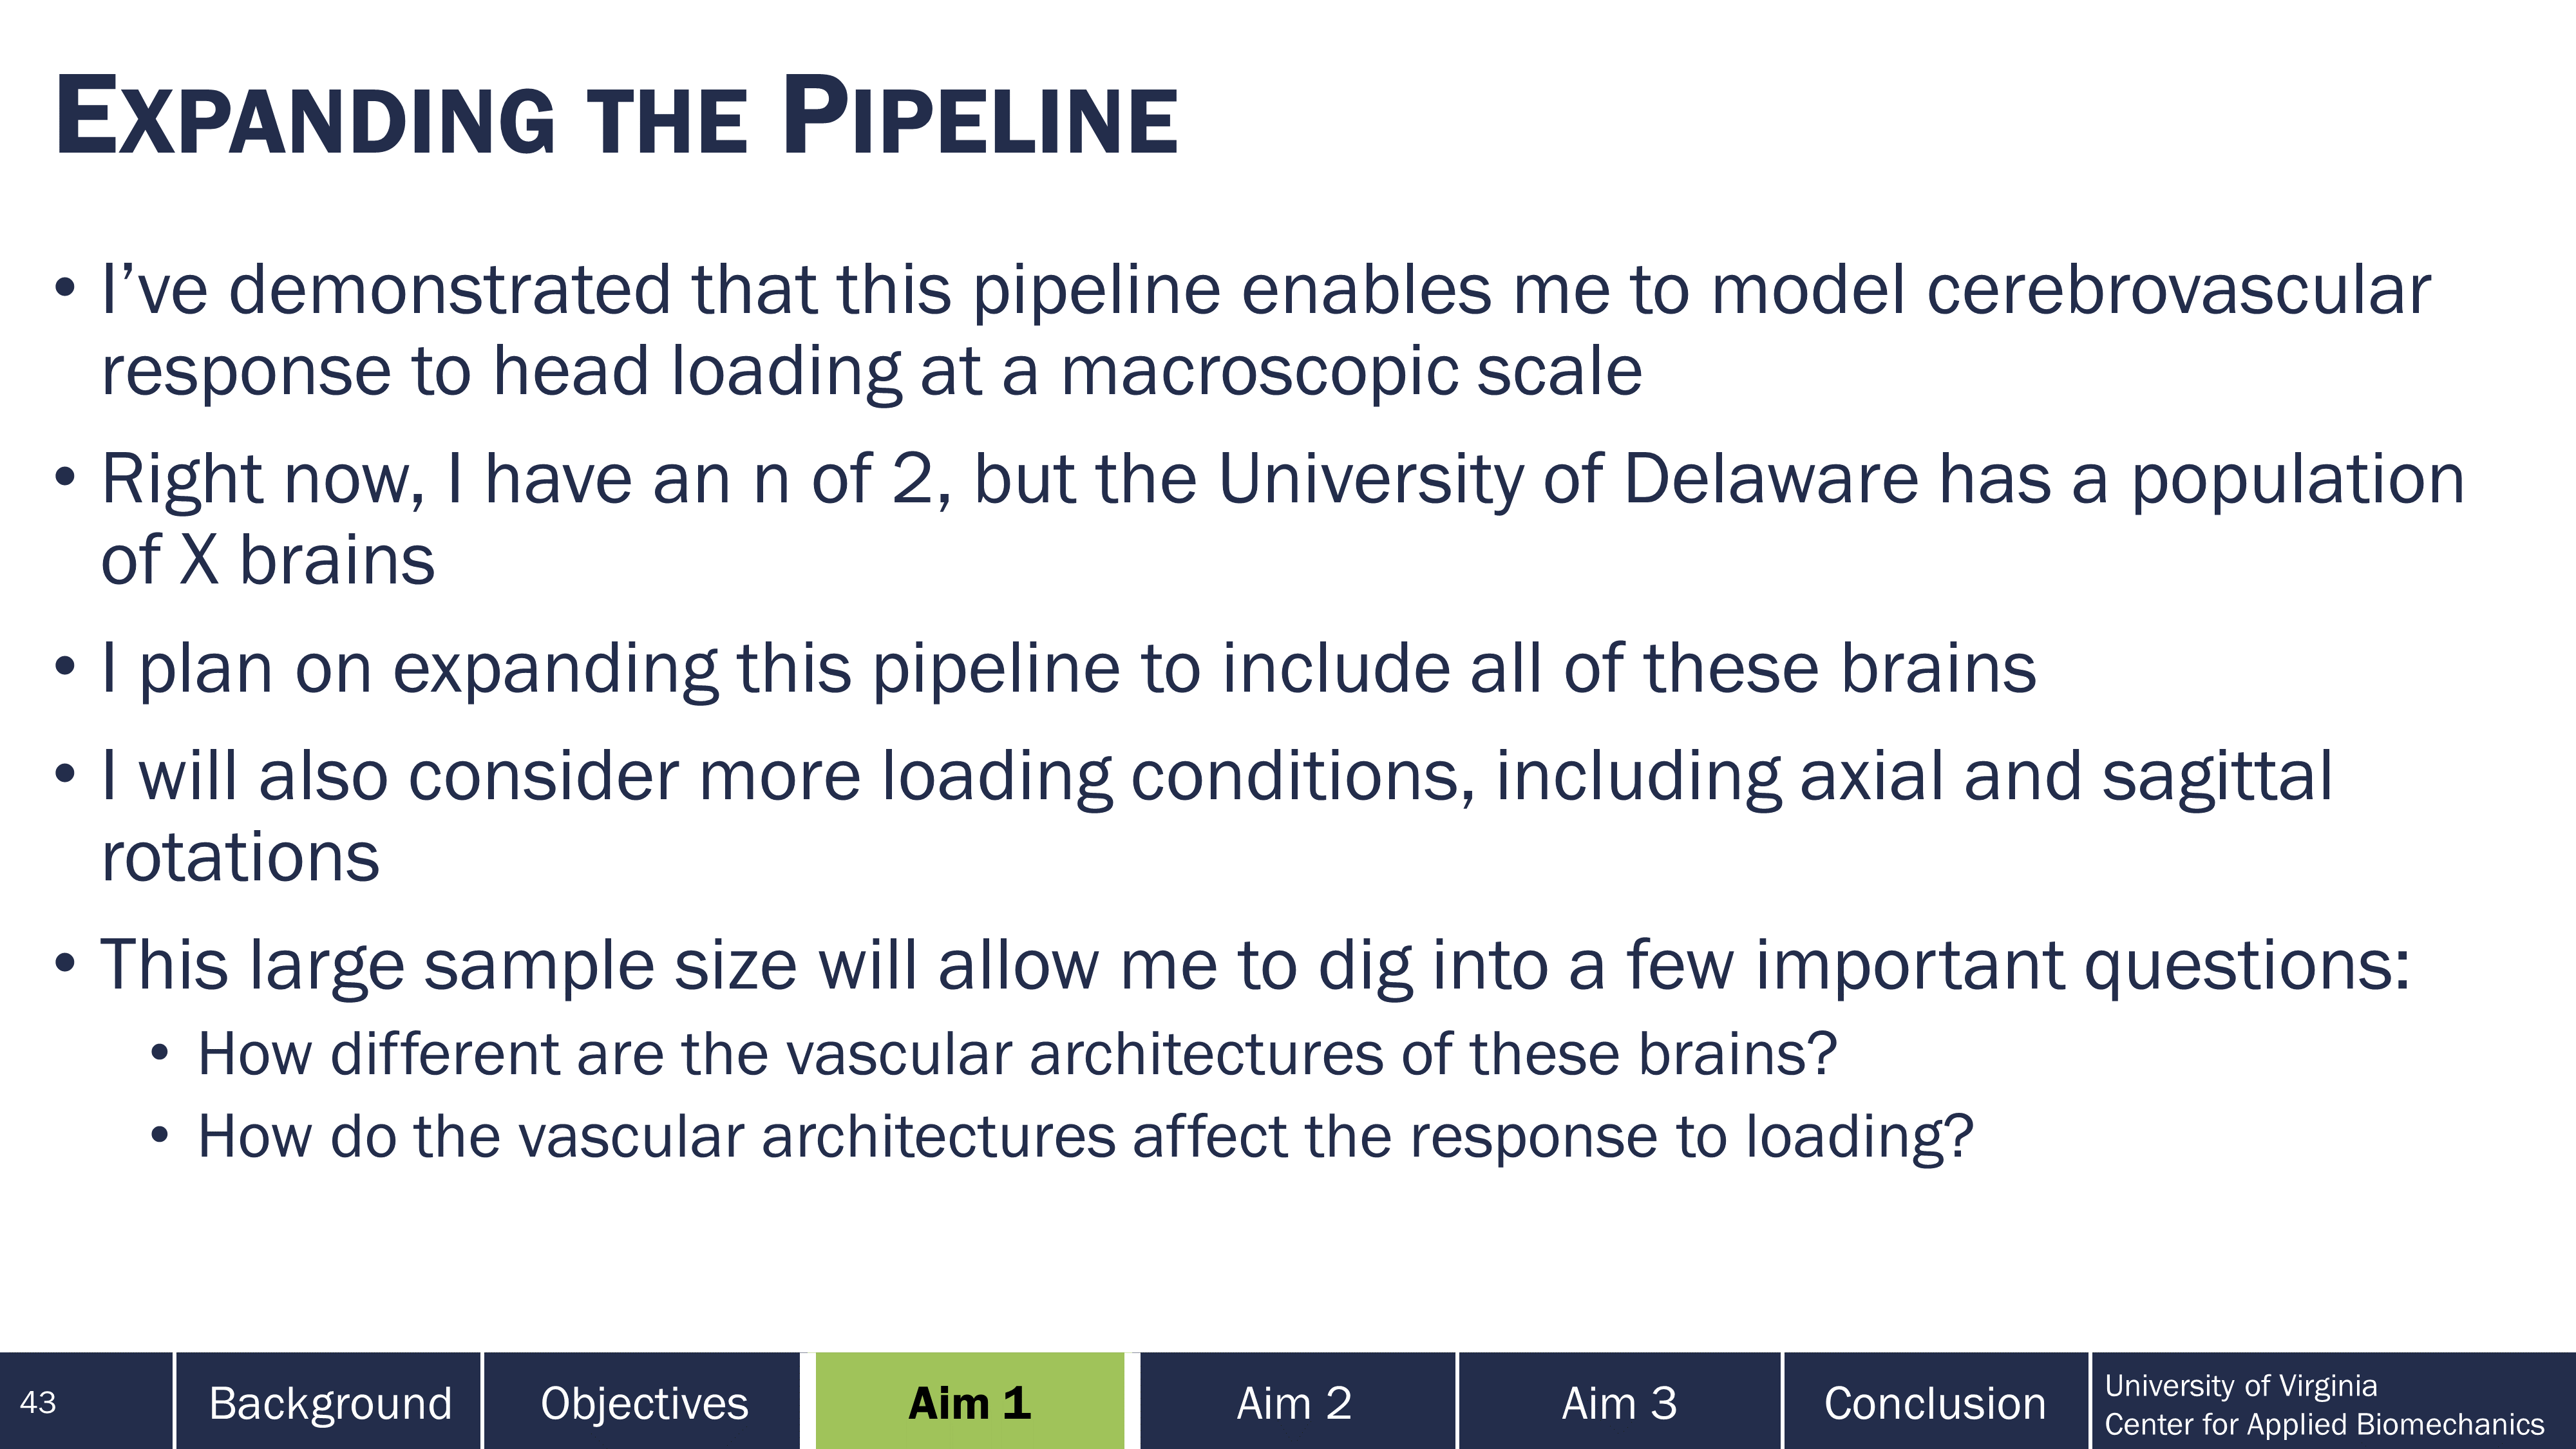 EXPANDING THE PIPELINE
• I’ve demonstrated that this pipeline enables me to model cerebrovascular
response to head loading at a macroscopic scale
• Right now, I have an n of 2, but the University of Delaware has a population
of X brains
• I plan on expanding this pipeline to include all of these brains
• I will also consider more loading conditions, including axial and sagittal
rotations
• This large sample size will allow me to dig into a few important questions:
• How different are the vascular architectures of these brains?
• How do the vascular architectures affect the response to loading?
43
Background
Objectives
Aim 1
Aim 2
Aim 3
Conclusion
University of Virginia
Center for Applied Biomechanics